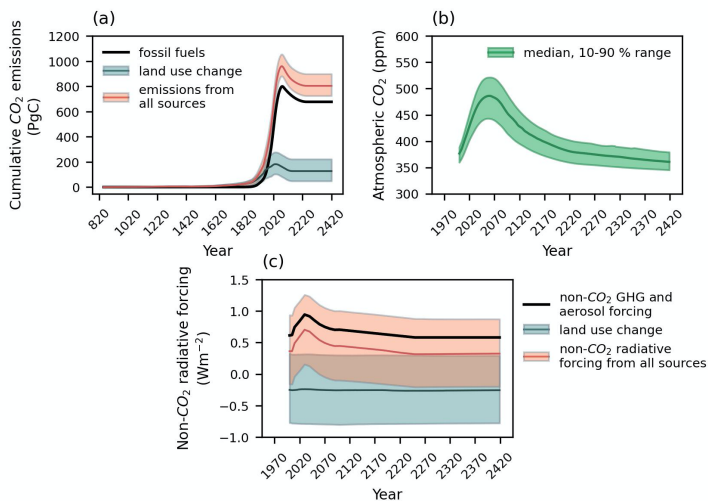 (a)
Cumulative CO2 emissions
(PgC)
1200
1000
800
600
400
200
0
fossil fuels
land use change
emissions from
all sources
820 1020 1220 1420 1620 1820 2020 2220 2420
Year
(b)
Atmospheric CO2 (ppm)
600
550
500
450
400
350
300
median, 10-90 % range
1970 2020 2070 2120 2170 2220 2270 2320 2370 2420
Year
(c)
Non-CO2 radiative forcing
(Wm−2)
1.5
1.0
0.5
0.0
−0.5
−1.0
1970 2020 2070 2120 2170 2220 2270 2320 2370 2420
Year
non-CO2 GHG and
aerosol forcing
land use change
non-CO2 radiative
forcing from all sources